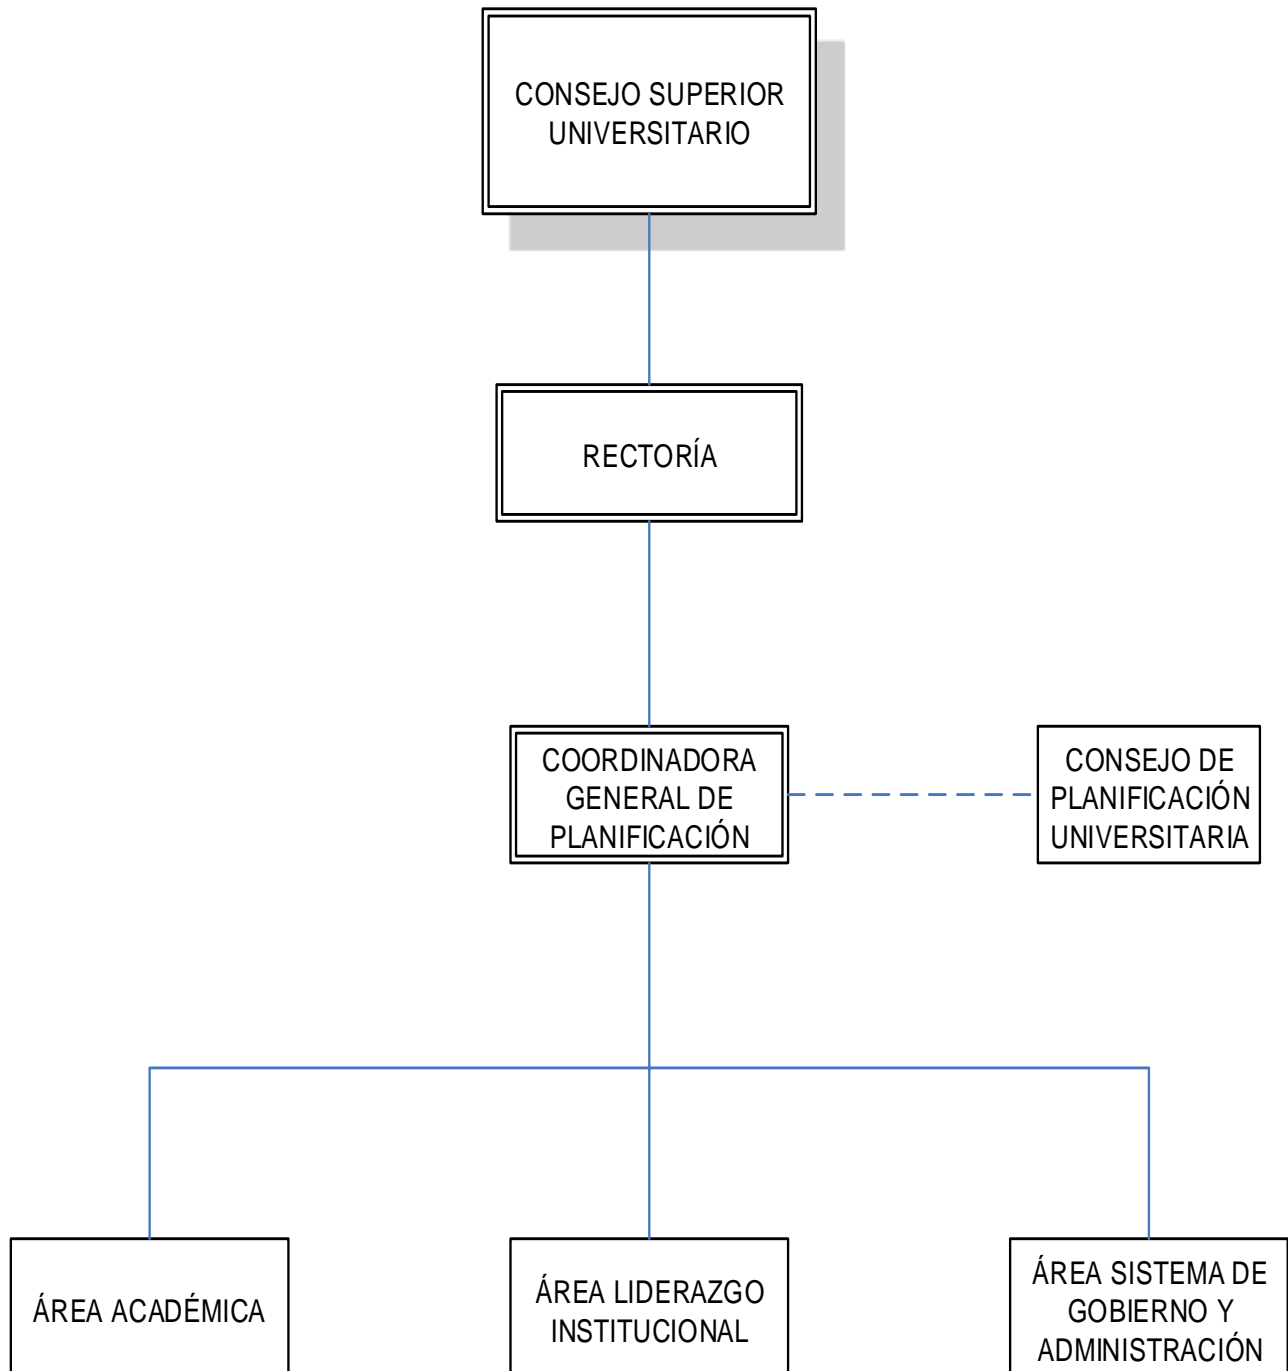 CONSEJO SUPERIOR
UNIVERSITARIO
RECTORÍA
COORDINADORA
GENERAL DE
PLANIFICACIÓN
CONSEJO DE
PLANIFICACIÓN
UNIVERSITARIA
ÁREA ACADÉMICA
ÁREA LIDERAZGO
INSTITUCIONAL
ÁREA SISTEMA DE
GOBIERNO Y
ADMINISTRACIÓN